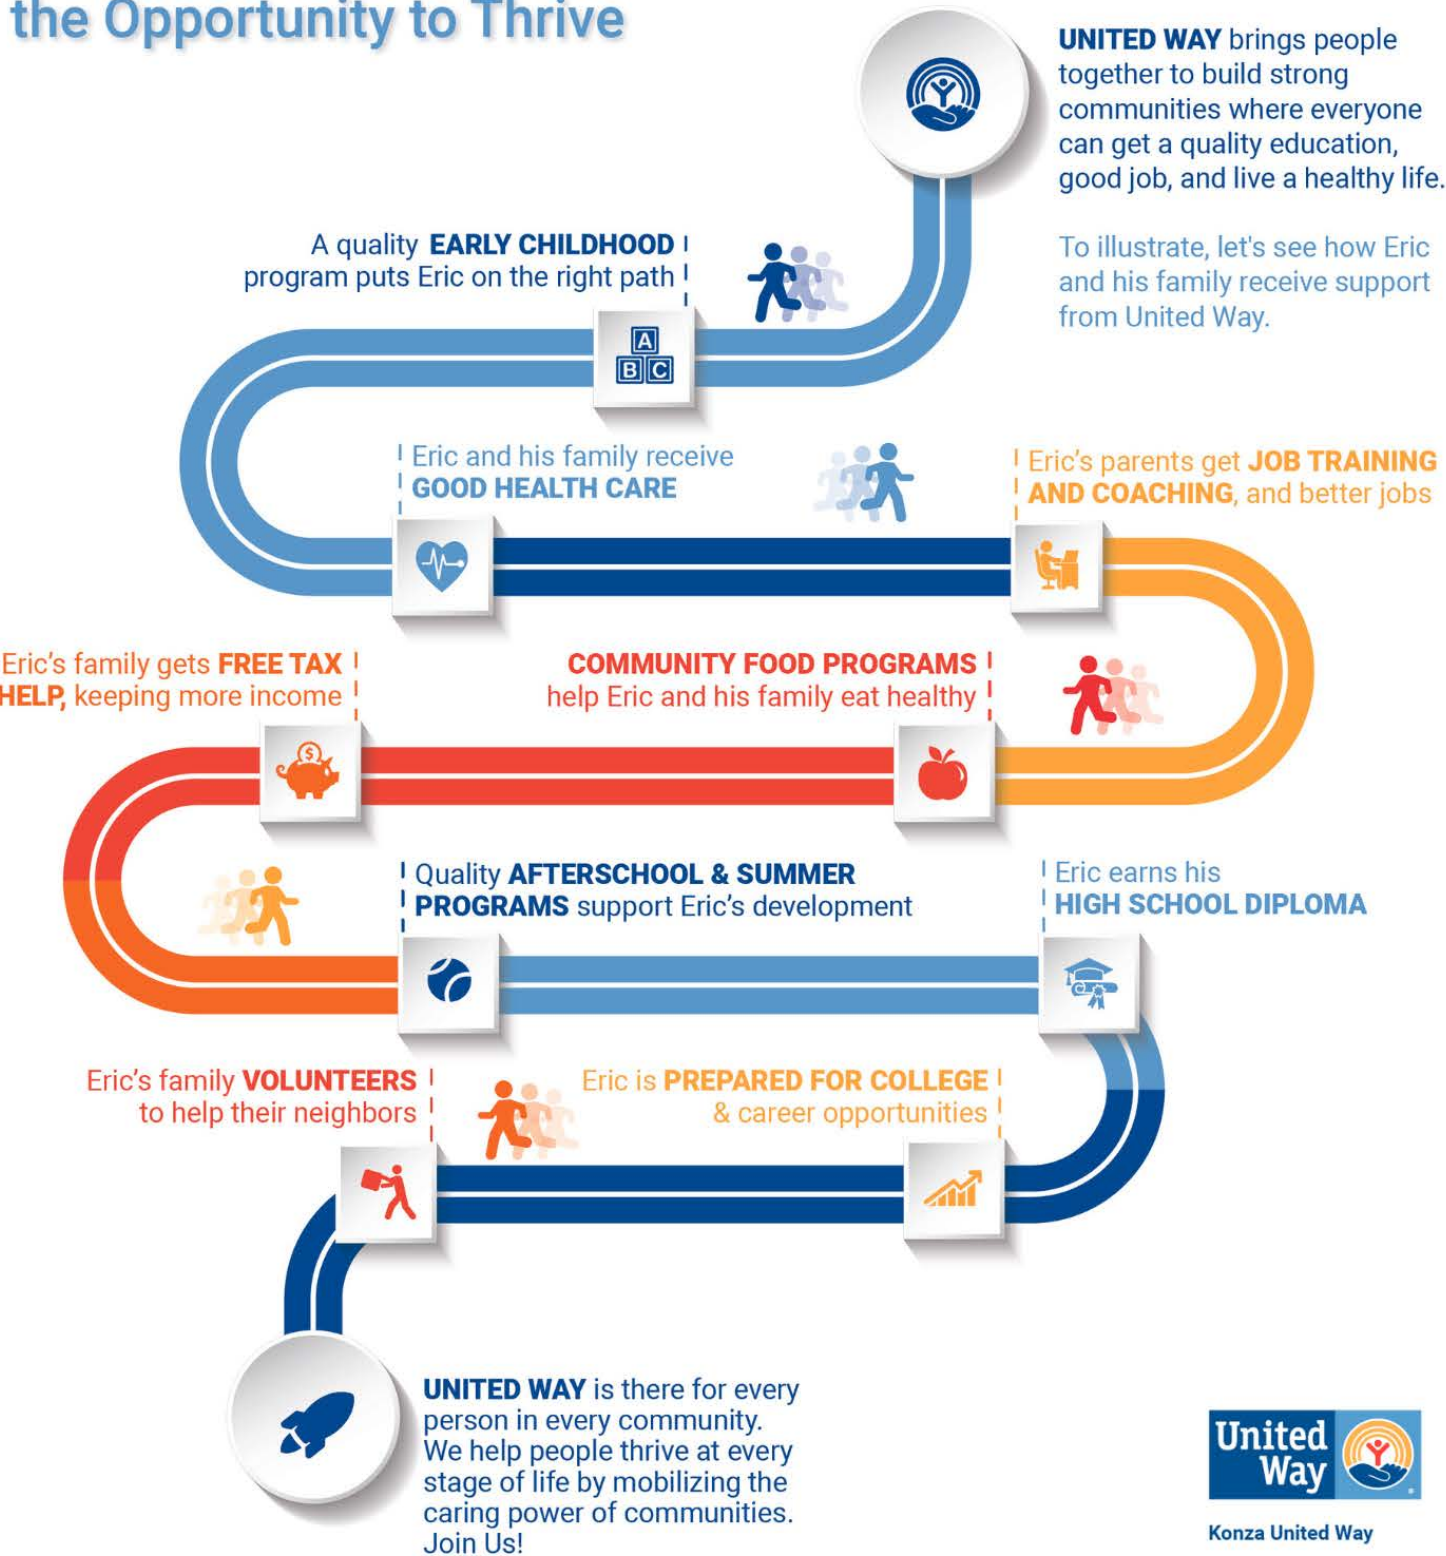 the Opportunity to Thrive
UNITED WAY brings people
together to build strong
communities where everyone
can get a quality education,
good job, and live a healthy life.
To illustrate, let's see how Eric
and his family receive support
from United Way.
A quality EARLY CHILDHOOD
program puts Eric on the right path
A
B C
Eric and his family receive
GOOD HEALTH CARE
Eric's parents get JOB TRAINING
AND COACHING, and better jobs
COMMUNITY FOOD PROGRAMS
help Eric and his family eat healthy
Eric's family gets FREE TAX
HELP, keeping more income
$
Quality AFTERSCHOOL & SUMMER
PROGRAMS support Eric's development
Eric earns his
HIGH SCHOOL DIPLOMA
Eric is PREPARED FOR COLLEGE
& career opportunities
Eric's family VOLUNTEERS
to help their neighbors
UNITED WAY is there for every
person in every community.
We help people thrive at every
stage of life by mobilizing the
caring power of communities.
Join Us!
United
Way
Konza United Way